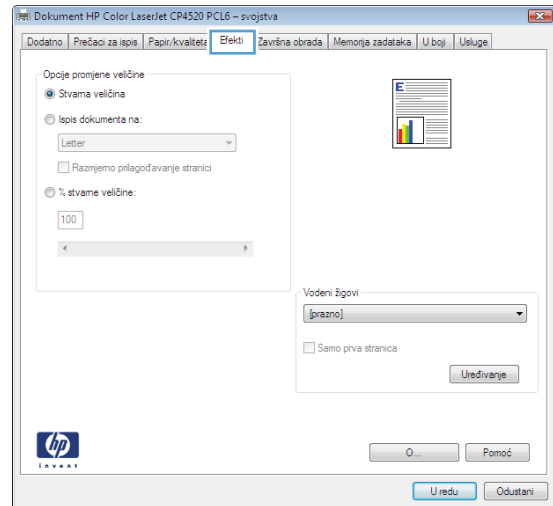 Dokument HP Color LaserJet CP4520 PCL6 – svojstva
Dodatno Prečaci za ispis Papir/kvaliteta Efekti Završna obrada Memorija zadataka U boji Usluge
Opcije promjene veličine
Stvarna veličina
Ispis dokumenta na:
Letter
Razmjerno prilagođavanje stranici
% stvarne veličine:
100
E
Vodeni žigovi
[prazno]
Samo prva stranica
Uređivanje
hp
invent
O... Pomoć
U redu Odustani